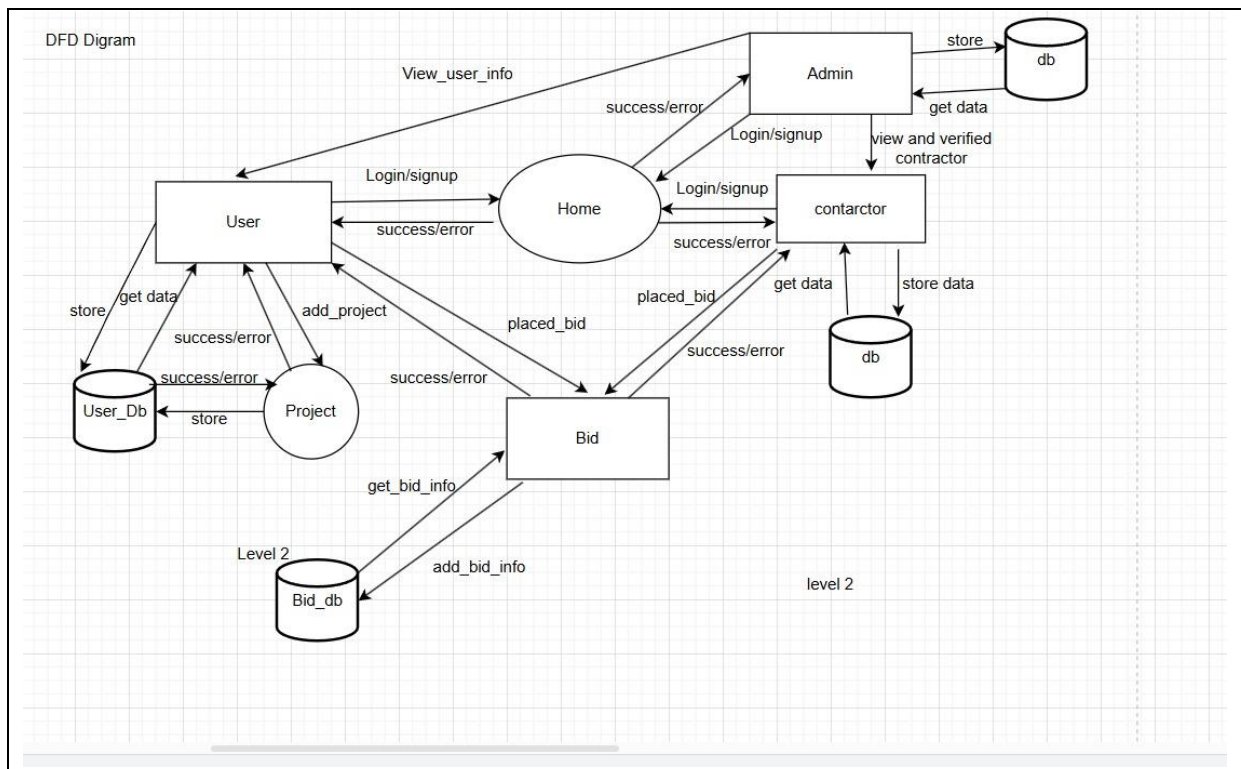 DFD Digram
store
db
Admin
View_user_info
success/error
get data
Login/signup
view and verified
contractor
Login/signup
Login/signup
Home
contarctor
User
success/error
success/error
get data
store
add_project
placed_bid
placed_bid
get data
store data
success/error
success/error
db
success/error
success/error
User_Db
store
Project
Bid
get_bid_info
Level 2
add_bid_info
level 2
Bid_db